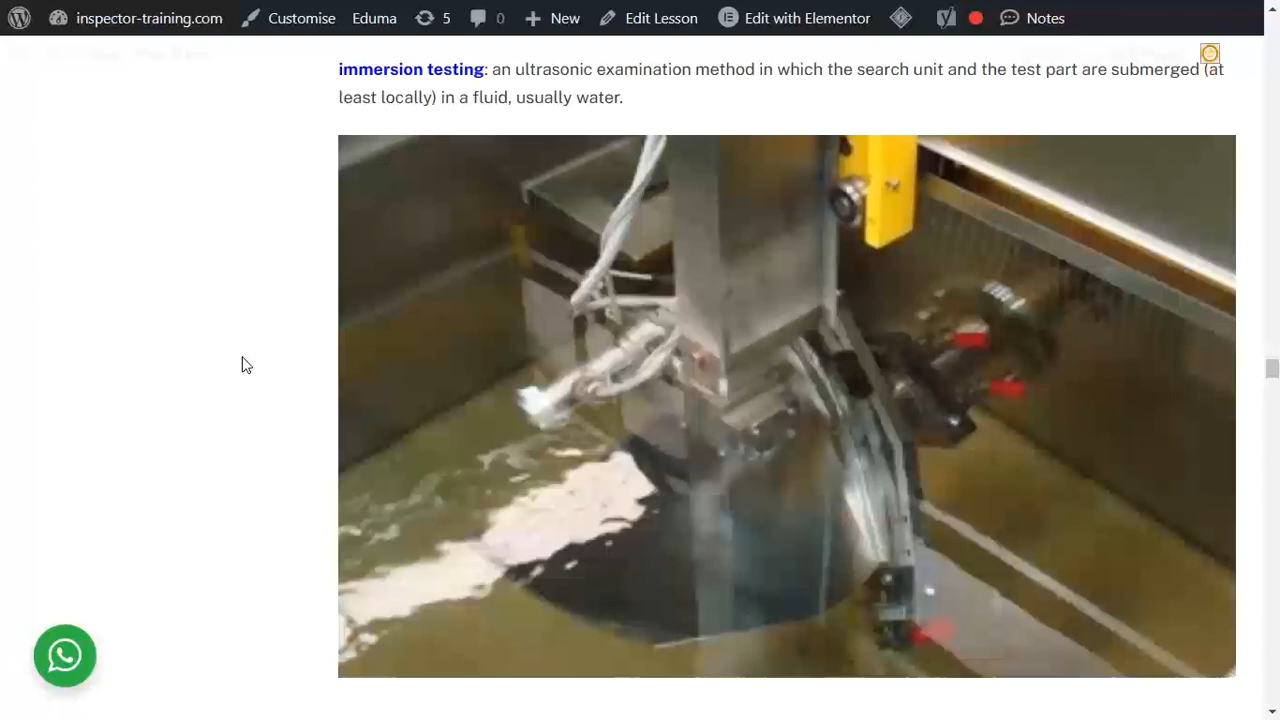 inspector-training.com Customise Eduma 5 0 New Edit Lesson Edit with Elementor Notes
immersion testing: an ultrasonic examination method in which the search unit and the test part are submerged (at
least locally) in a fluid, usually water.